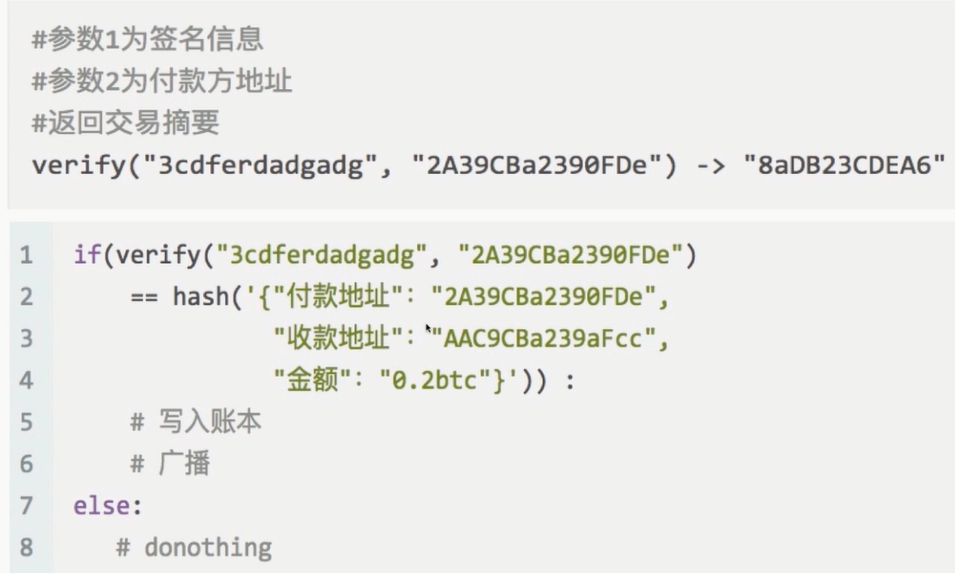 #参数1为签名信息
#参数2为付款方地址
#返回交易摘要
verify("3cdferdadgadg", "2A39CBa2390FDe") -> "8aDB23CDEA6"
1 if(verify("3cdferdadgadg", "2A39CBa2390FDe")
2 == hash('{"付款地址": "2A39CBa2390FDe",
3 "收款地址": "AAC9CBa239aFcc",
4 "金额": "0.2btc"}')) :
5 # 写入账本
6 # 广播
7 else:
8 # donothing